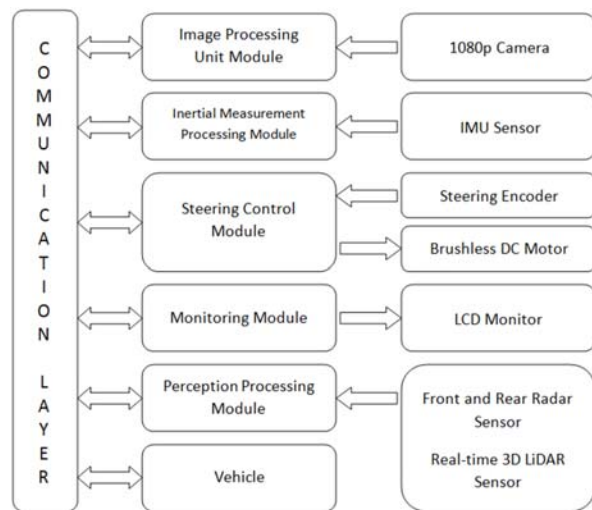 COMMUNICATION LAYER
Image Processing
Unit Module
1080p Camera
Inertial Measurement
Processing Module
IMU Sensor
Steering Control
Module
Steering Encoder
Brushless DC Motor
Monitoring Module
LCD Monitor
Perception Processing
Module
Front and Rear Radar
Sensor
Real-time 3D LiDAR
Sensor
Vehicle